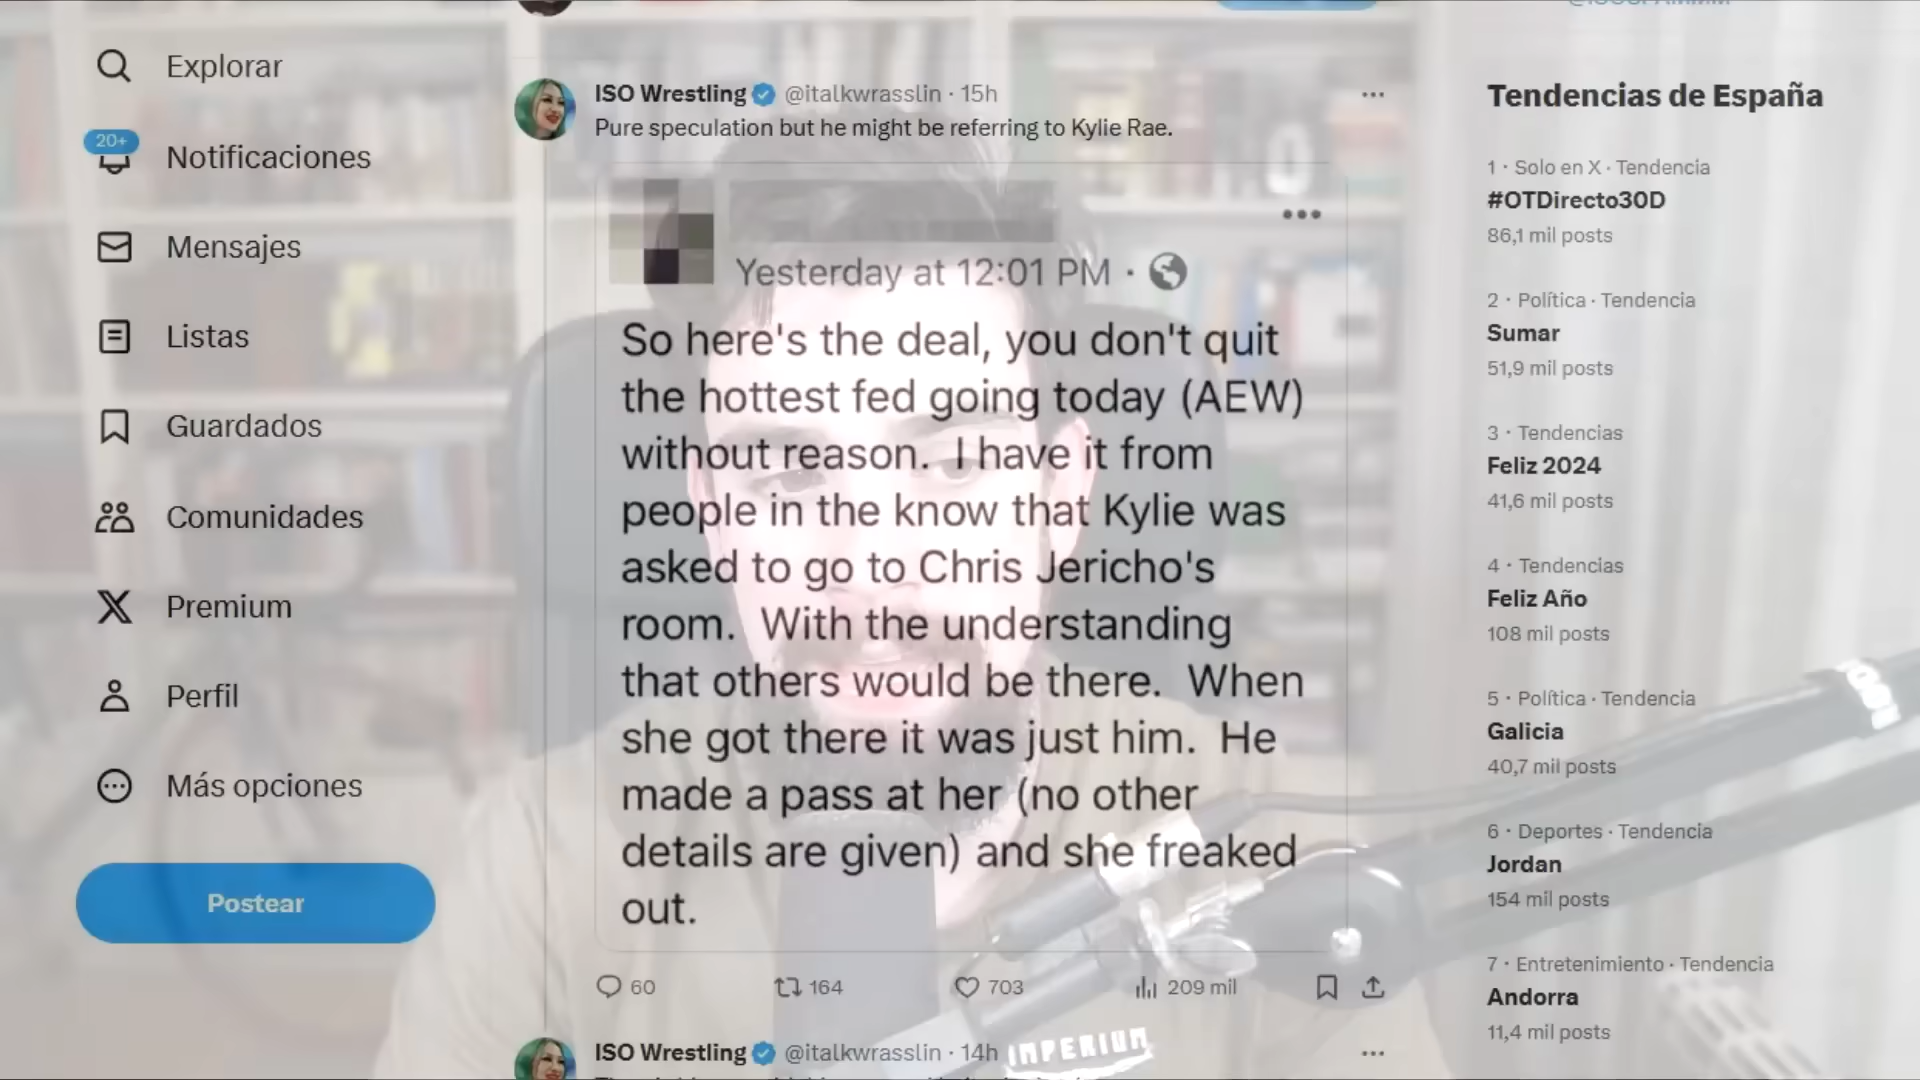 Explorar
20+
Notificaciones
Mensajes
Listas
Guardados
Comunidades
Premium
Perfil
Más opciones
Postear
ISO Wrestling @italkwrasslin · 15h
Pure speculation but he might be referring to Kylie Rae.
Yesterday at 12:01 PM ·
So here's the deal, you don't quit
the hottest fed going today (AEW)
without reason. I have it from
people in the know that Kylie was
asked to go to Chris Jericho's
room. With the understanding
that others would be there. When
she got there it was just him. He
made a pass at her (no other
details are given) and she freaked
out.
60 164 703 209 mil
ISO Wrestling @italkwrasslin · 14h
IMPERIUM
Tendencias de España
1 · Solo en X · Tendencia
#OTDirecto30D
86,1 mil posts
2 · Política · Tendencia
Sumar
51,9 mil posts
3 · Tendencias
Feliz 2024
41,6 mil posts
4 · Tendencias
Feliz Año
108 mil posts
5 · Política · Tendencia
Galicia
40,7 mil posts
6 · Deportes · Tendencia
Jordan
154 mil posts
7 · Entretenimiento · Tendencia
Andorra
11,4 mil posts